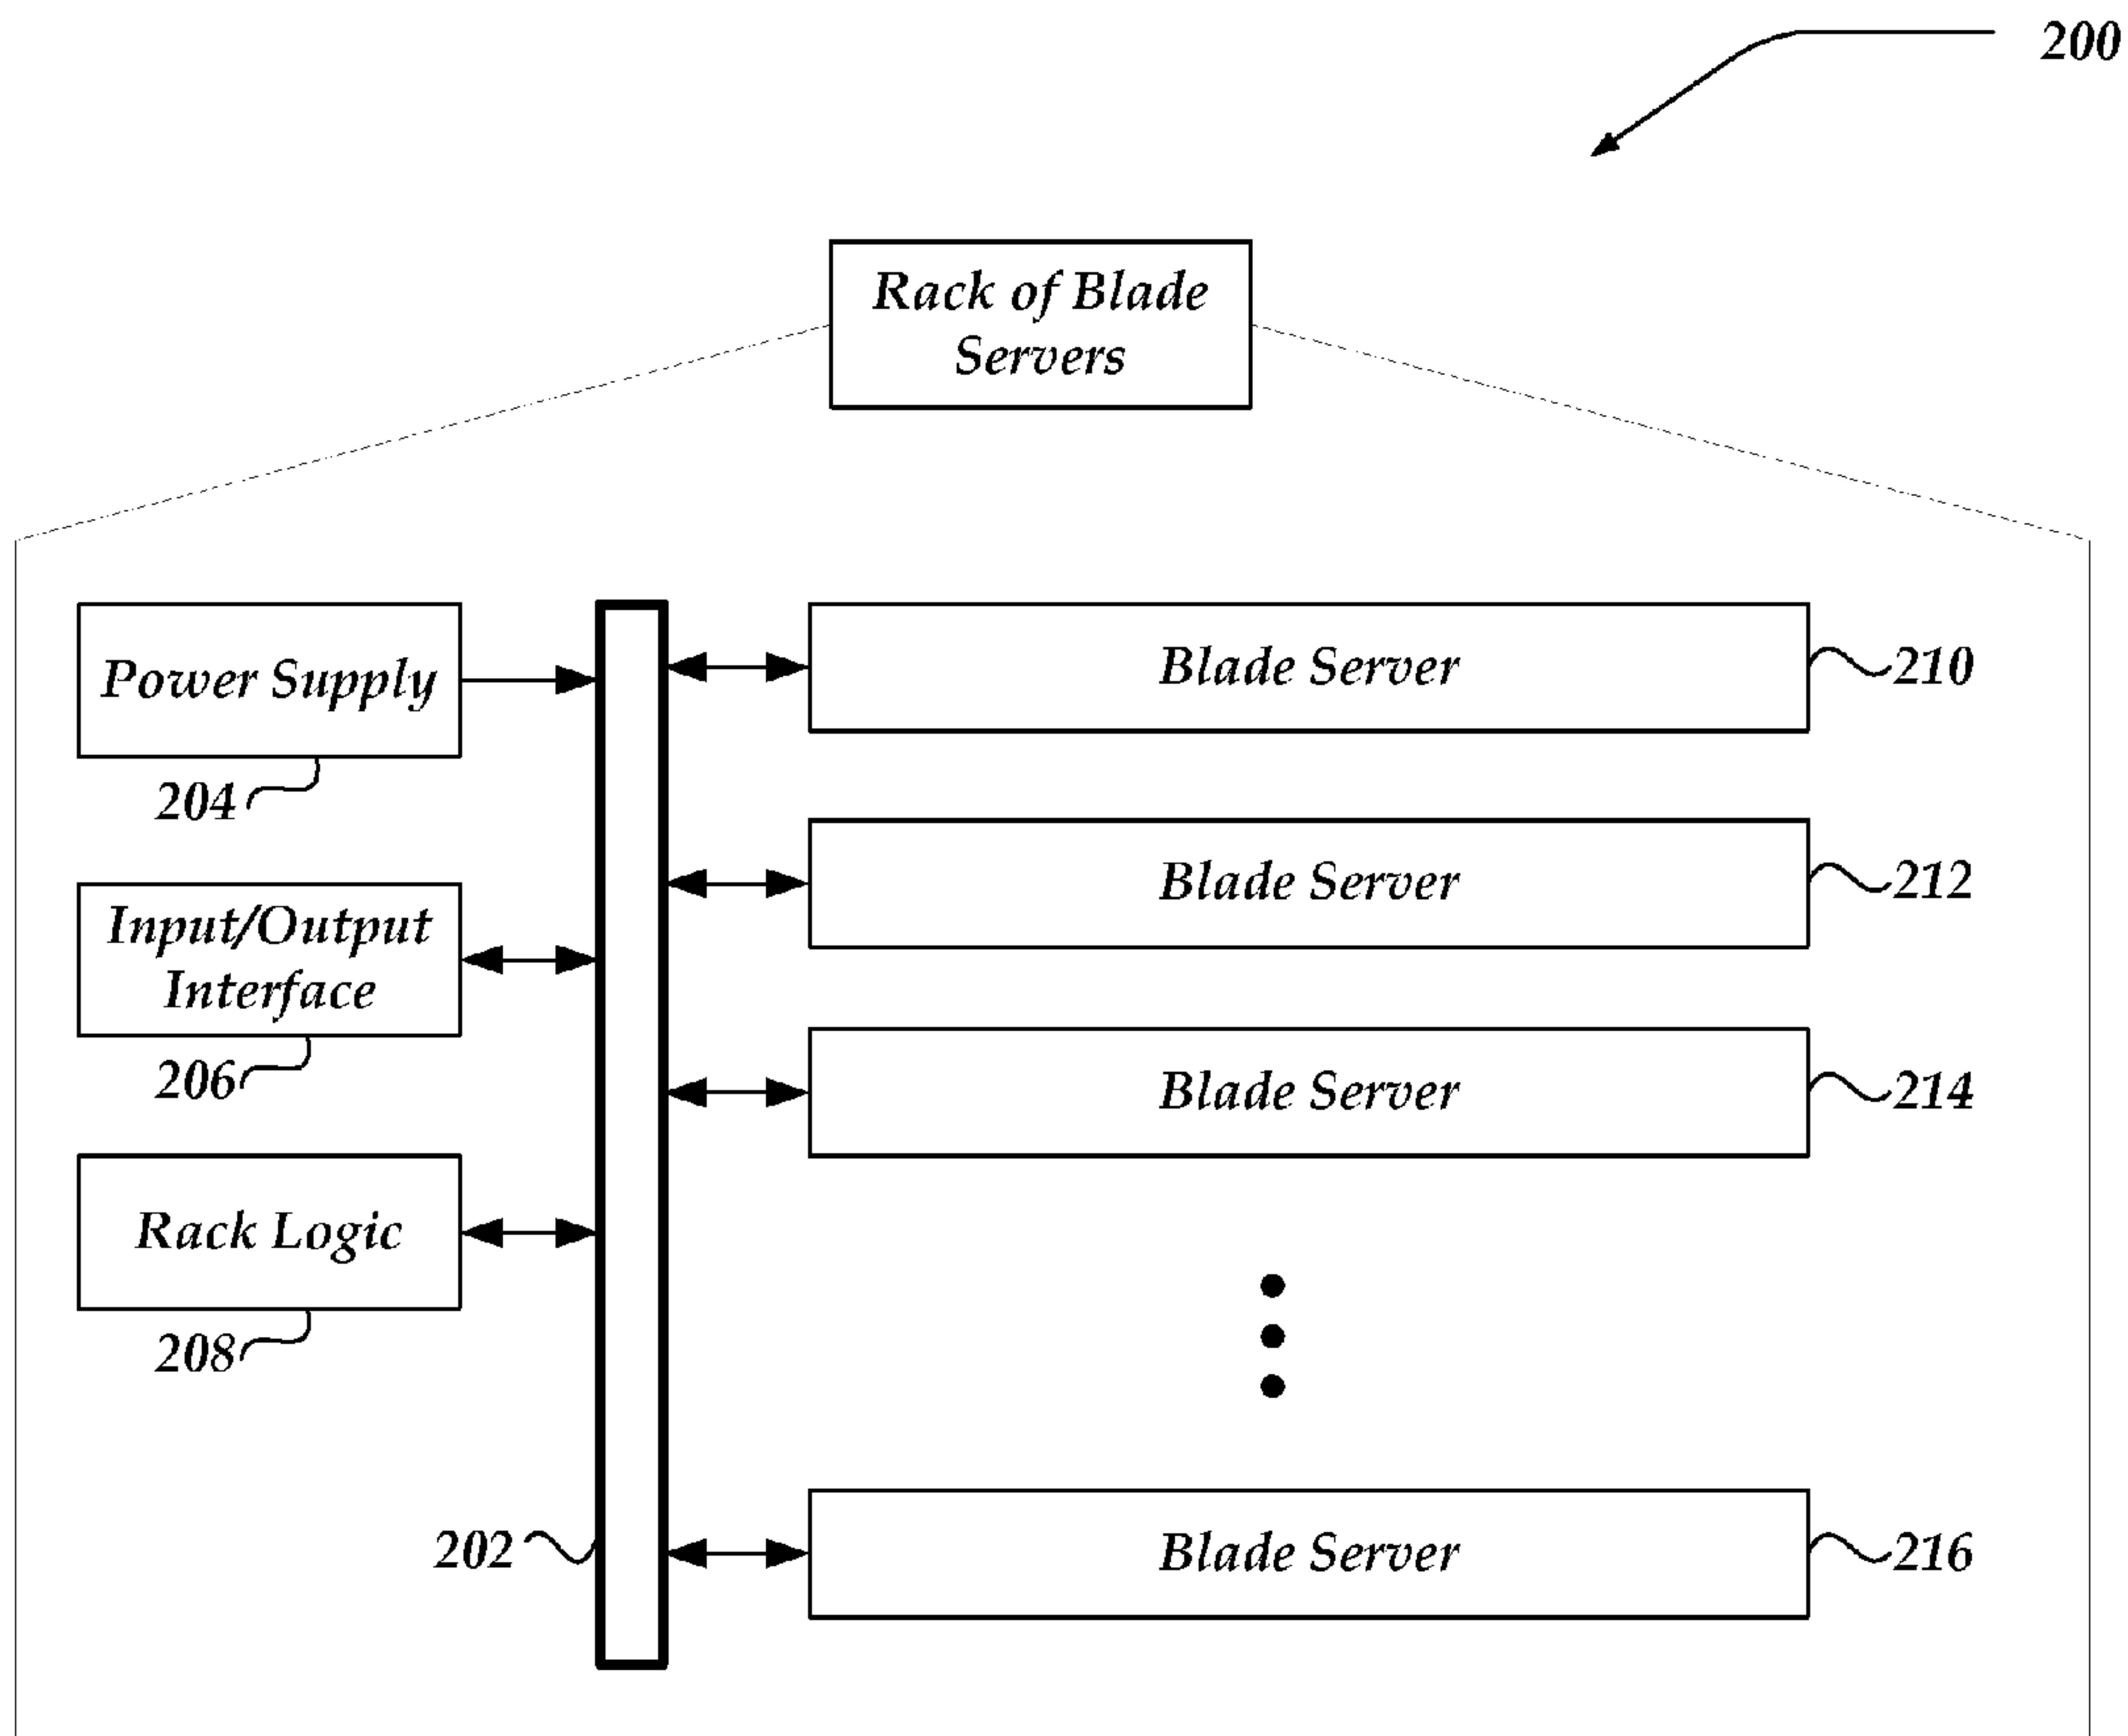 200
Rack of Blade
Servers
Power Supply
204
Input/Output
Interface
206
Rack Logic
208
202
Blade Server
210
Blade Server
212
Blade Server
214
Blade Server
216